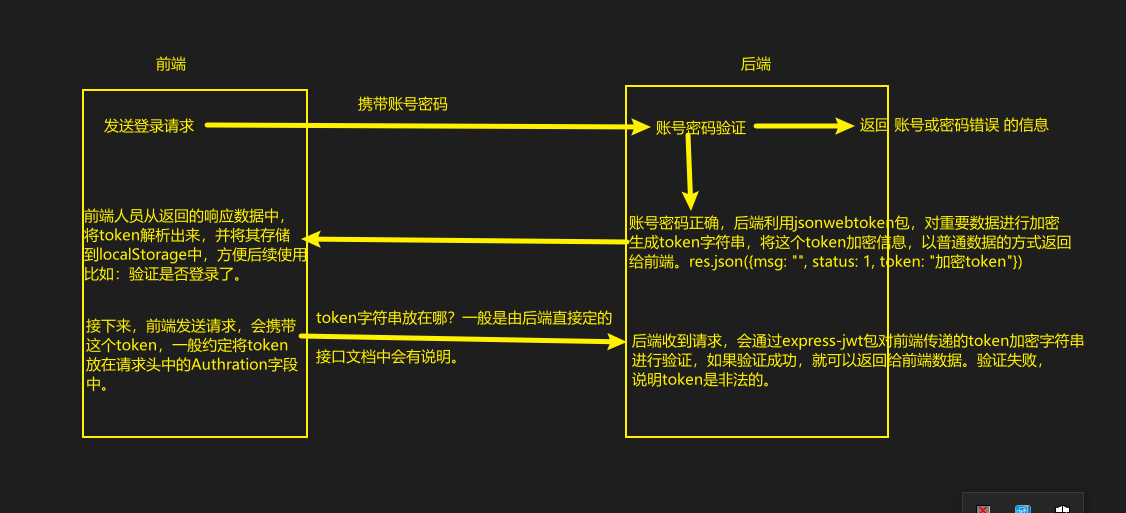 前端
后端
携带账号密码
发送登录请求
账号密码验证
返回 账号或密码错误 的信息
账号密码正确，后端利用jsonwebtoken包，对重要数据进行加密
生成token字符串，将这个token加密信息，以普通数据的方式返回
给前端。res.json({msg: "", status: 1, token: "加密token"})
前端人员从返回的响应数据中，
将token解析出来，并将其存储
到localStorage中，方便后续使用
比如：验证是否登录了。
接下来，前端发送请求，会携带
这个token，一般约定将token
放在请求头中的Authration字段
中。
token字符串放在哪？一般是由后端直接定的
接口文档中会有说明。
后端收到请求，会通过express-jwt包对前端传递的token加密字符串
进行验证，如果验证成功，就可以返回给前端数据。验证失败，
说明token是非法的。